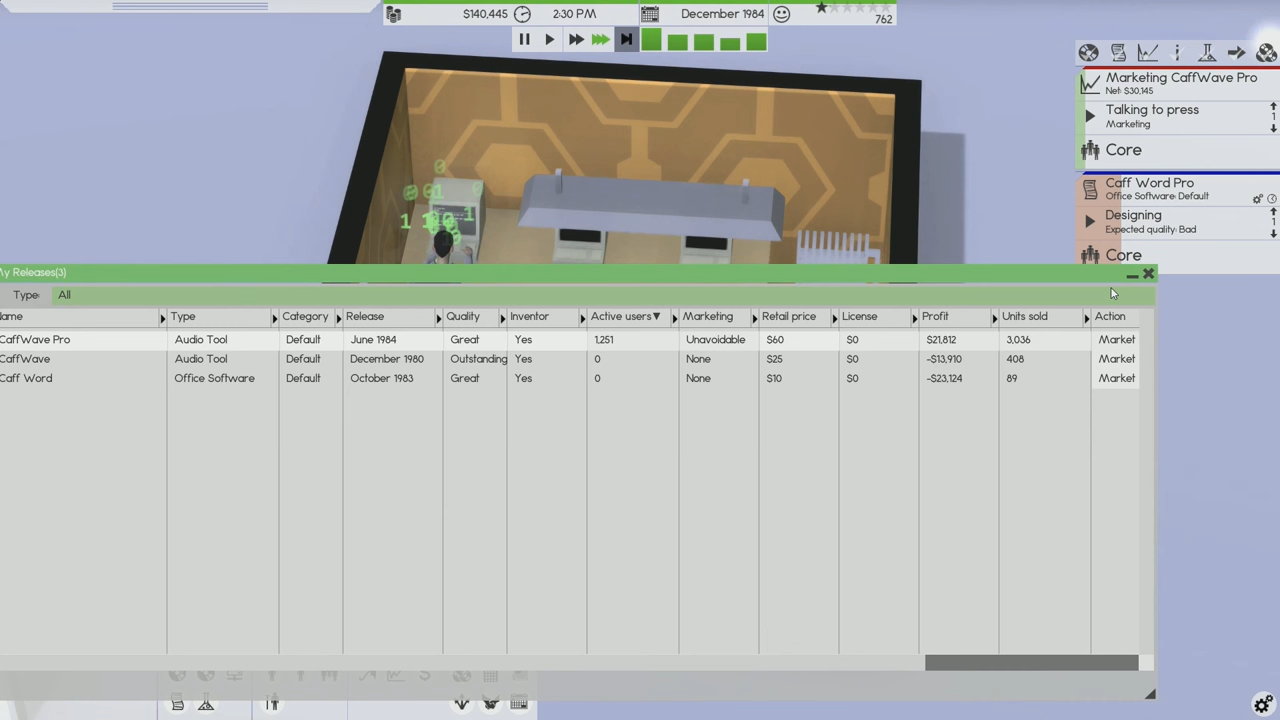 $140,445 2:30 PM December 1984 762
Marketing CaffWave Pro
Net: $30,145
Talking to press
Marketing
1
Core
Caff Word Pro
Office Software: Default
Designing
Expected quality: Bad
1
Core
My Releases(3)
Type: All
Name Type Category Release Quality Inventor Active users▼ Marketing Retail price License Profit Units sold Action
CaffWave Pro Audio Tool Default June 1984 Great Yes 1,251 Unavoidable $60 $0 $21,812 3,036 Market
CaffWave Audio Tool Default December 1980 Outstanding Yes 0 None $25 $0 -$13,910 408 Market
Caff Word Office Software Default October 1983 Great Yes 0 None $10 $0 -$23,124 89 Market